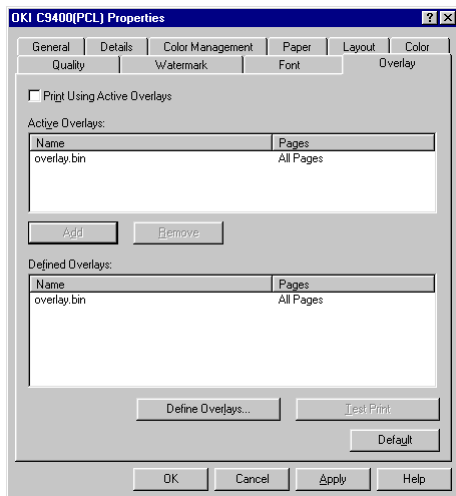 OKI C9400(PCL) Properties
General Details Color Management Paper Layout Color
Quality Watermark Font Overlay
Print Using Active Overlays
Active Overlays:
Name Pages
overlay.bin All Pages
Add Remove
Defined Overlays:
Name Pages
overlay.bin All Pages
Define Overlays... Test Print
Default
OK Cancel Apply Help